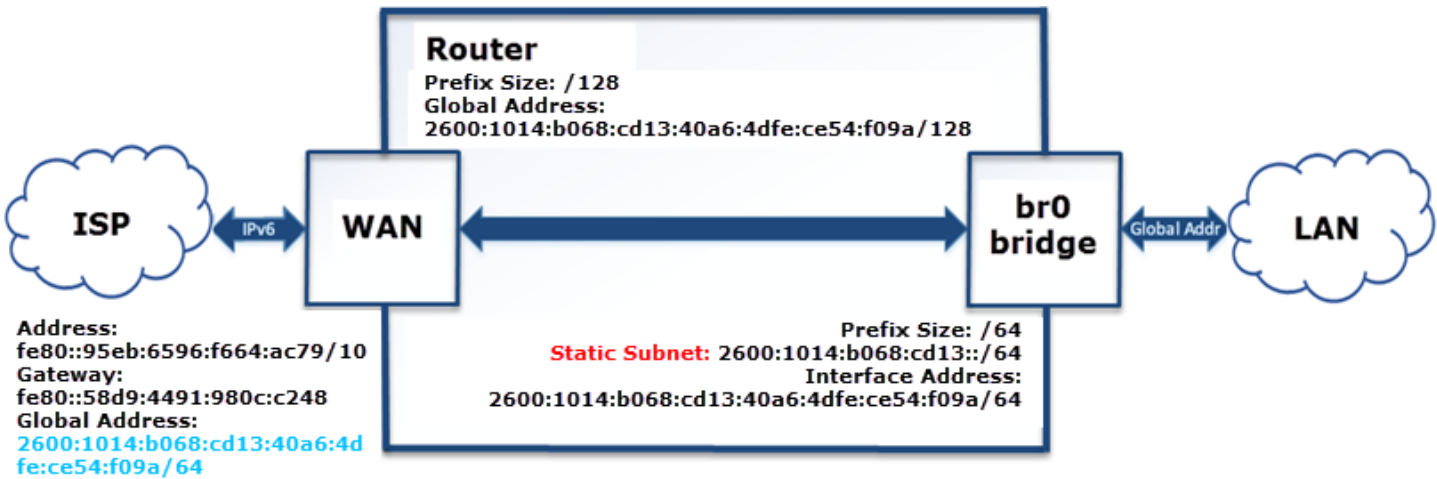 Router
Prefix Size: /128
Global Address:
2600:1014:b068:cd13:40a6:4dfe:ce54:f09a/128
ISP
IPv6
WAN
br0
bridge
Global Addr
LAN
Address:
fe80::95eb:6596:f664:ac79/10
Gateway:
fe80::58d9:4491:980c:c248
Global Address:
2600:1014:b068:cd13:40a6:4d
fe:ce54:f09a/64
Prefix Size: /64
Static Subnet: 2600:1014:b068:cd13::/64
Interface Address:
2600:1014:b068:cd13:40a6:4dfe:ce54:f09a/64